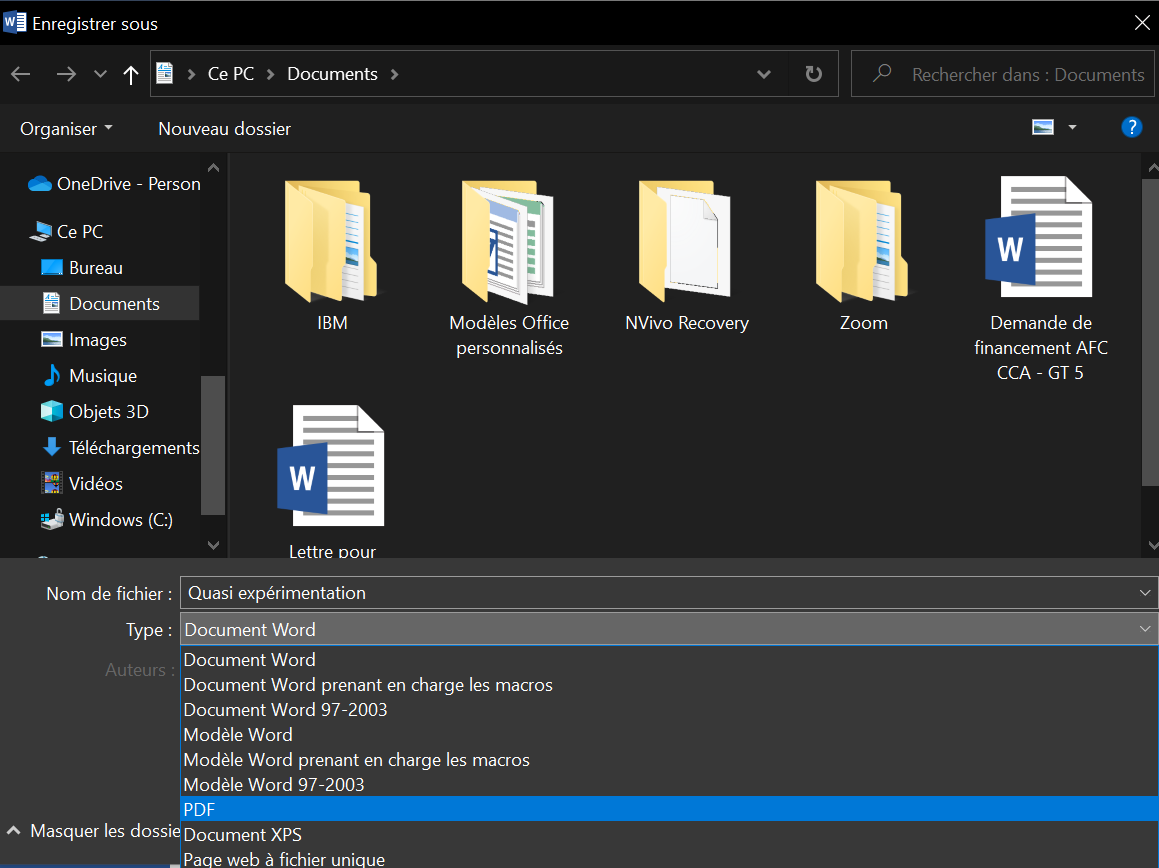 Enregistrer sous
Ce PC
Documents
Rechercher dans : Documents
Organiser
Nouveau dossier
OneDrive - Person
Ce PC
Bureau
Documents
Images
Musique
Objets 3D
Téléchargements
Vidéos
Windows (C:)
IBM
Modèles Office
personnalisés
NVivo Recovery
Zoom
W
Demande de
financement AFC
CCA - GT 5
W
Lettre pour
Nom de fichier :
Quasi expérimentation
Type :
Document Word
Auteurs :
Document Word
Document Word prenant en charge les macros
Document Word 97-2003
Modèle Word
Modèle Word prenant en charge les macros
Modèle Word 97-2003
PDF
Document XPS
Page web à fichier unique
Masquer les dossie